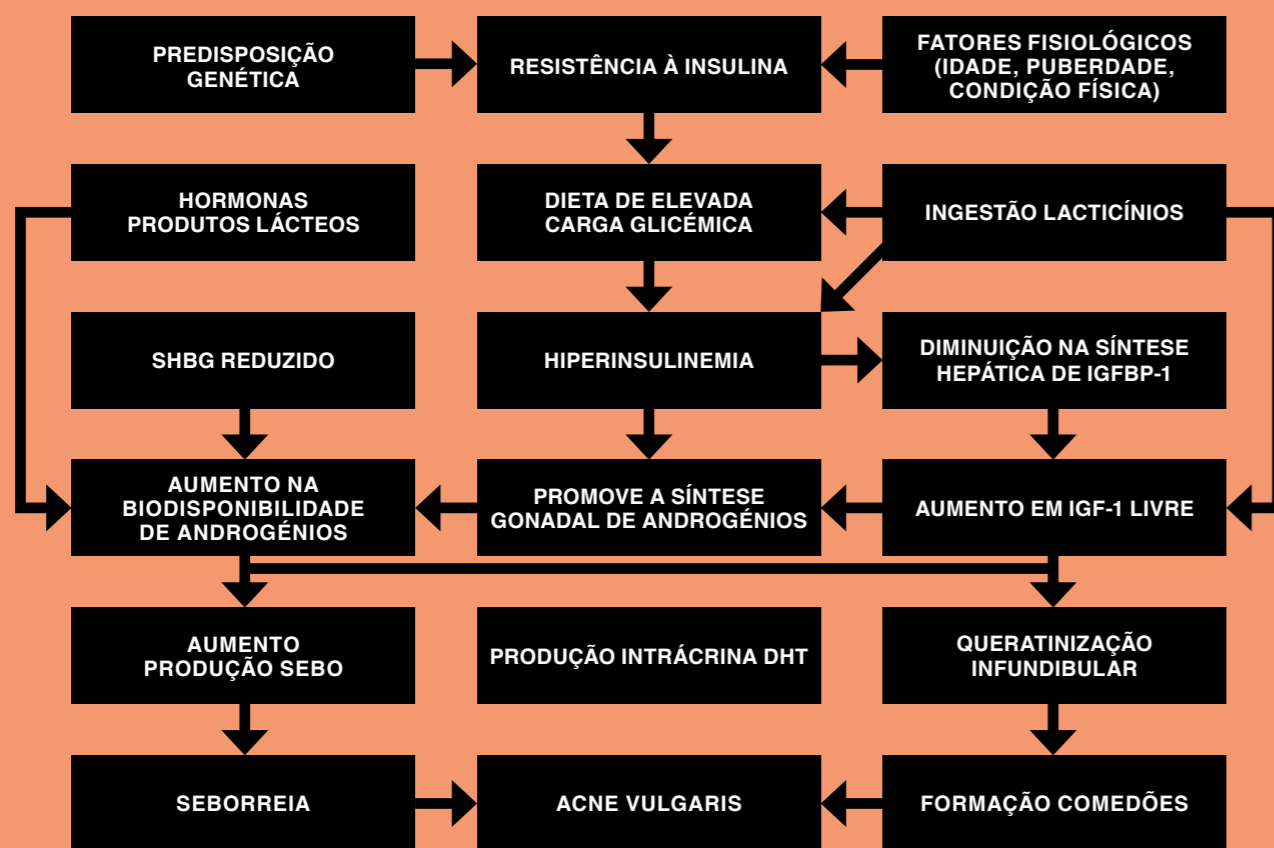 PREDISPOSIÇÃO
GENÉTICA
RESISTÊNCIA À INSULINA
FATORES FISIOLÓGICOS
(IDADE, PUBERDADE,
CONDIÇÃO FÍSICA)
HORMONAS
PRODUTOS LÁCTEOS
DIETA DE ELEVADA
CARGA GLICÉMICA
INGESTÃO LACTICÍNIOS
SHBG REDUZIDO
HIPERINSULINEMIA
DIMINUIÇÃO NA SÍNTESE
HEPÁTICA DE IGFBP-1
AUMENTO NA
BIODISPONIBILIDADE
DE ANDROGÉNIOS
PROMOVE A SÍNTESE
GONADAL DE ANDROGÉNIOS
AUMENTO EM IGF-1 LIVRE
AUMENTO
PRODUÇÃO SEBO
PRODUÇÃO INTRÁCRINA DHT
QUERATINIZAÇÃO
INFUNDIBULAR
SEBORREIA
ACNE VULGARIS
FORMAÇÃO COMEDÕES